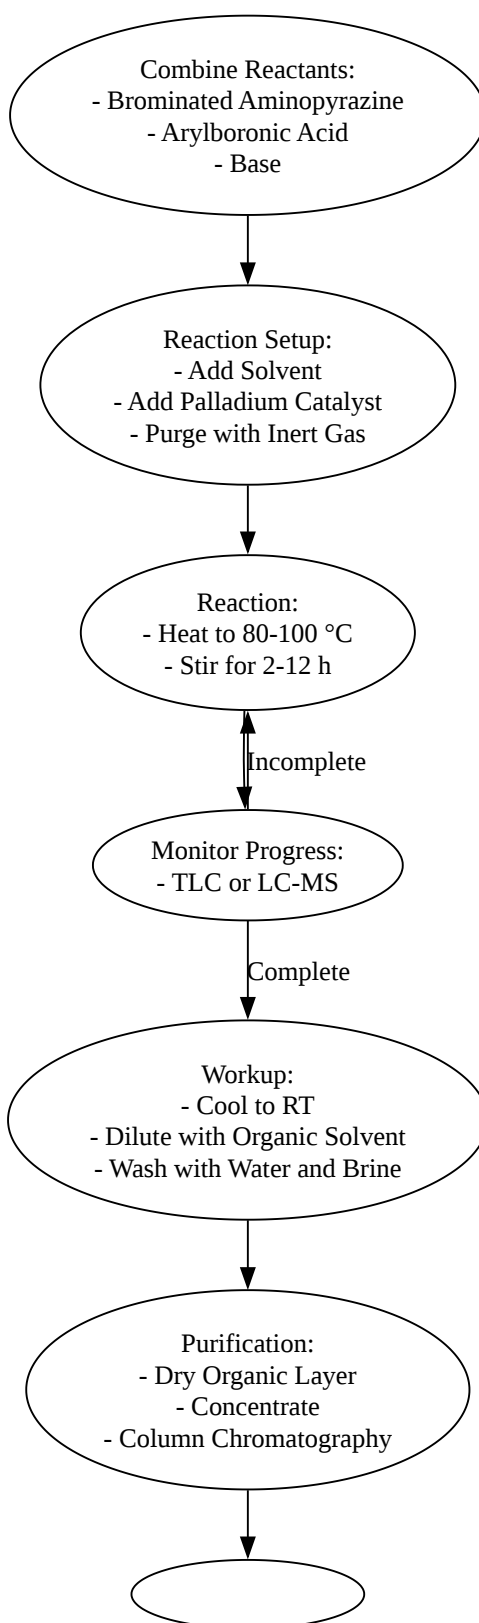 Combine Reactants:
- Brominated Aminopyrazine
- Arylboronic Acid
- Base
Reaction Setup:
- Add Solvent
- Add Palladium Catalyst
- Purge with Inert Gas
Reaction:
- Heat to 80-100 °C
- Stir for 2-12 h
Incomplete
Monitor Progress:
- TLC or LC-MS
Complete
Workup:
- Cool to RT
- Dilute with Organic Solvent
- Wash with Water and Brine
Purification:
- Dry Organic Layer
- Concentrate
- Column Chromatography